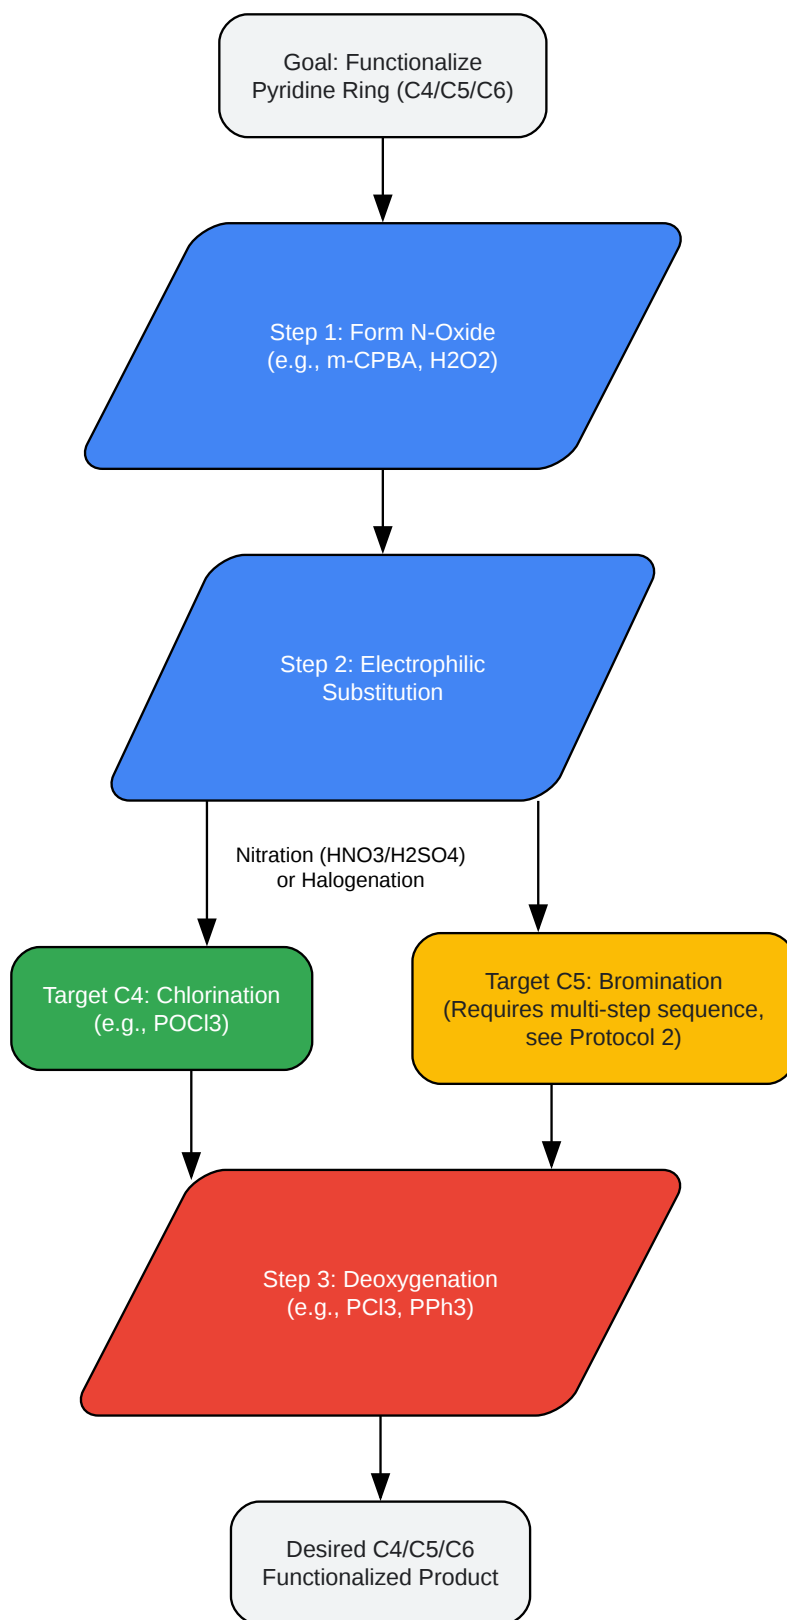 Goal: Functionalize
Pyridine Ring (C4/C5/C6)
Step 1: Form N-Oxide
(e.g., m-CPBA, H2O2)
Step 2: Electrophilic
Substitution
Nitration (HNO3/H2SO4)
or Halogenation
Target C4: Chlorination
(e.g., POCl3)
Target C5: Bromination
(Requires multi-step sequence,
see Protocol 2)
Step 3: Deoxygenation
(e.g., PCl3, PPh3)
Desired C4/C5/C6
Functionalized Product